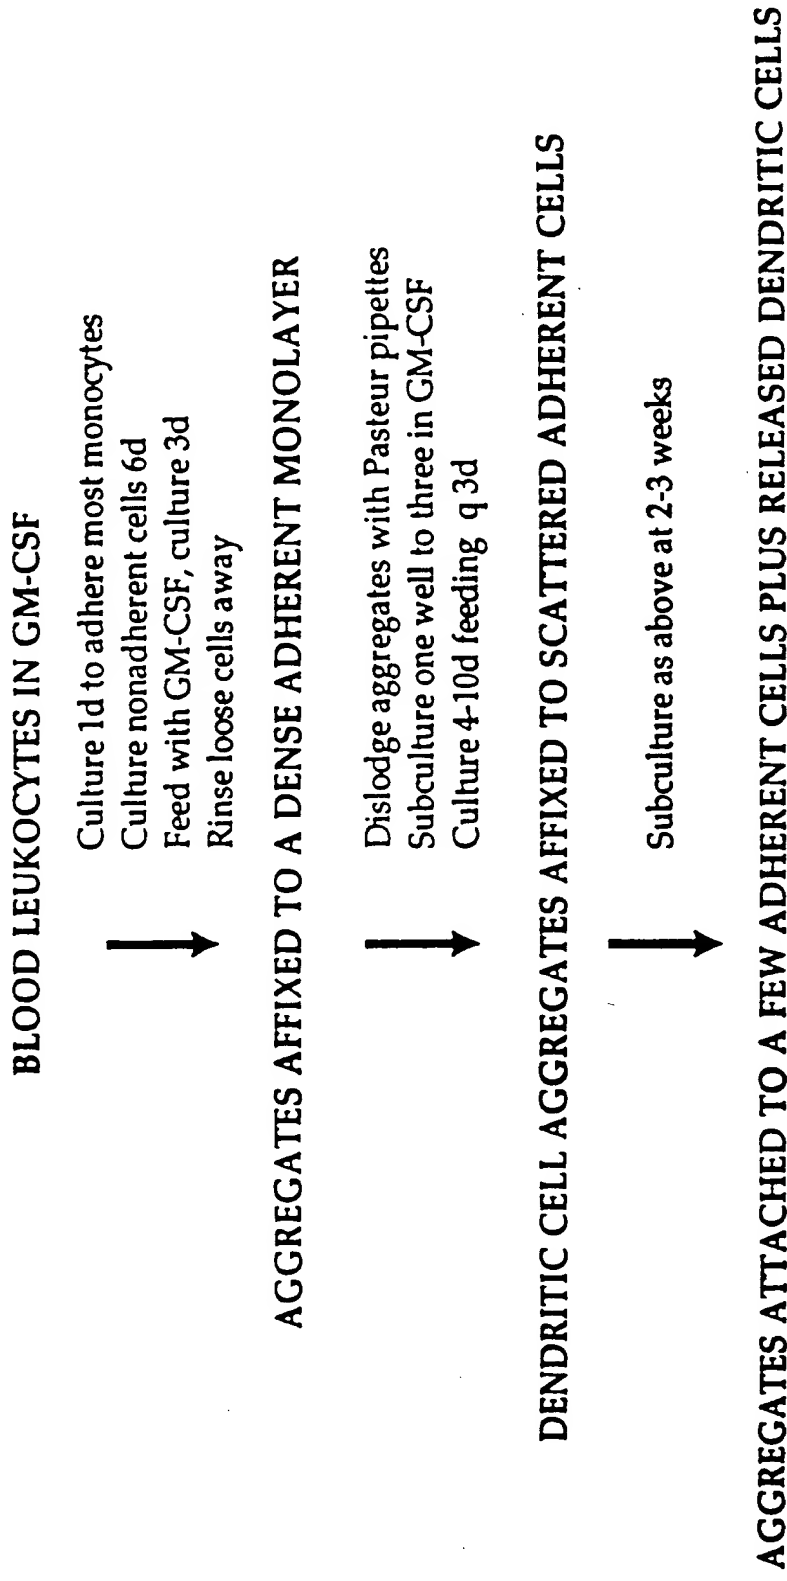 BLOOD LEUKOCYTES IN GM-CSF
Culture 1d to adhere most monocytes
Culture nonadherent cells 6d
Feed with GM-CSF, culture 3d
Rinse loose cells away
AGGREGATES AFFIXED TO A DENSE ADHERENT MONOLAYER
Dislodge aggregates with Pasteur pipettes
Subculture one well to three in GM-CSF
Culture 4-10d feeding q 3d
DENDRITIC CELL AGGREGATES AFFIXED TO SCATTERED ADHERENT CELLS
Subculture as above at 2-3 weeks
AGGREGATES ATTACHED TO A FEW ADHERENT CELLS PLUS RELEASED DENDRITIC CELLS